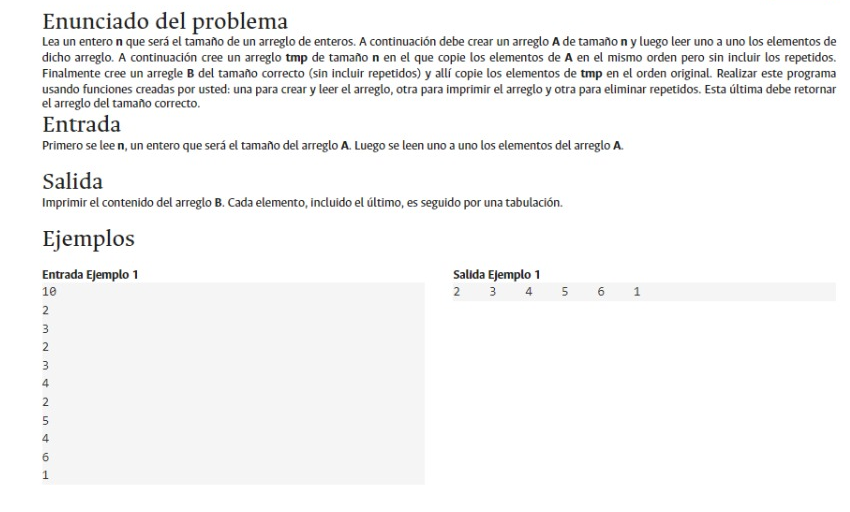 Enunciado del problema
Lea un entero n que será el tamaño de un arreglo de enteros. A continuación debe crear un arreglo A de tamaño n y luego leer uno a uno los elementos de
dicho arreglo. A continuación cree un arreglo tmp de tamaño n en el que copie los elementos de A en el mismo orden pero sin incluir los repetidos.
Finalmente cree un arregle B del tamaño correcto (sin incluir repetidos) y allí copie los elementos de tmp en el orden original. Realizar este programa
usando funciones creadas por usted: una para crear y leer el arreglo, otra para imprimir el arreglo y otra para eliminar repetidos. Esta última debe retornar
el arreglo del tamaño correcto.
Entrada
Primero se lee n, un entero que será el tamaño del arreglo A. Luego se leen uno a uno los elementos del arreglo A.
Salida
Imprimir el contenido del arreglo B. Cada elemento, incluido el último, es seguido por una tabulación.
Ejemplos
Entrada Ejemplo 1
10
2
3
2
3
4
2
5
4
6
1
Salida Ejemplo 1
2 3 4 5 6 1